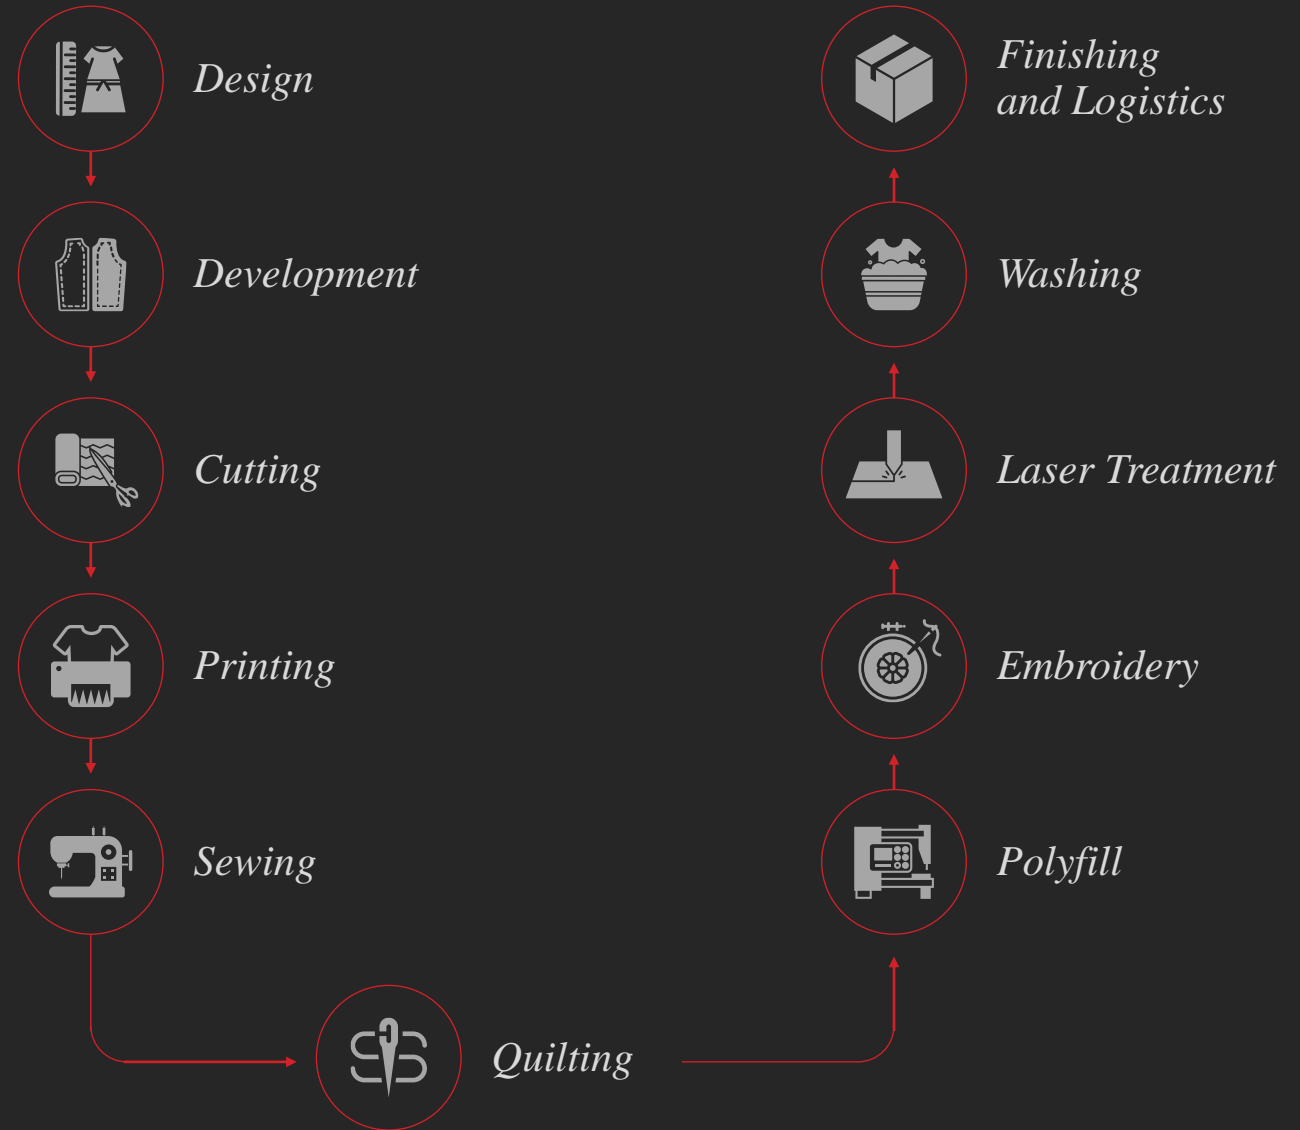 Design
Development
Cutting
Printing
Sewing
Quilting
Polyfill
Embroidery
Laser Treatment
Washing
Finishing
and Logistics